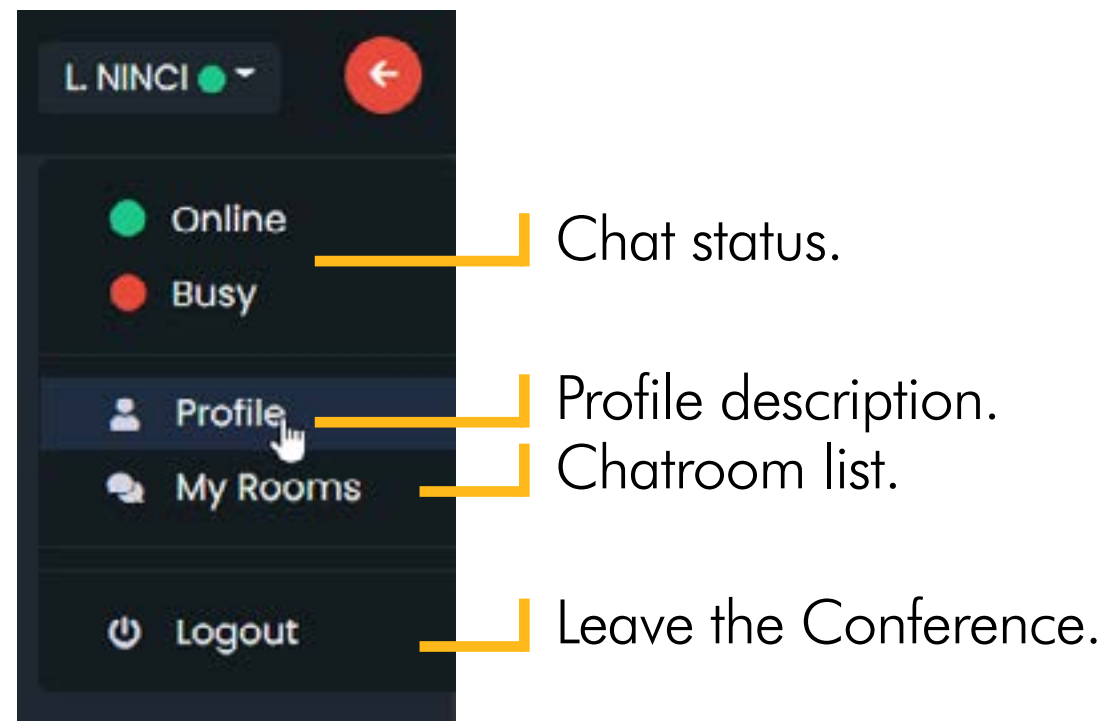 L. NINCI
Online
Busy
Chat status.
Profile
Profile description.
My Rooms
Chatroom list.
Logout
Leave the Conference.